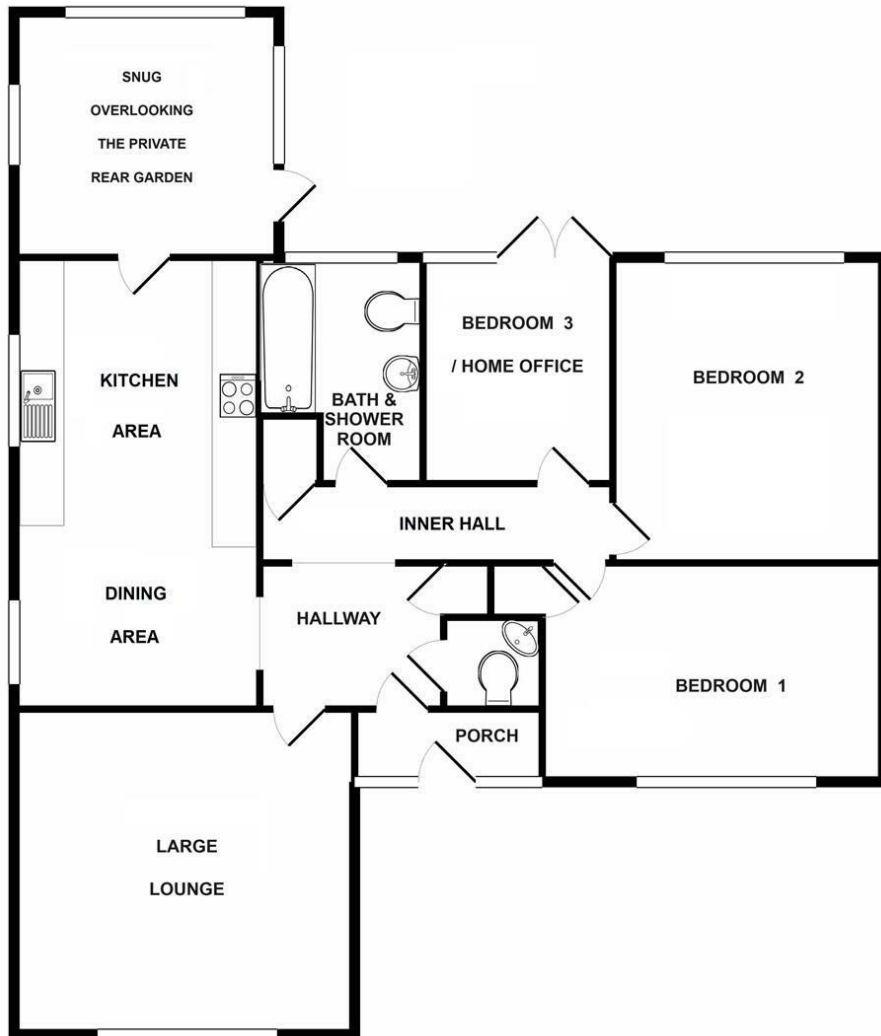 SNUG
OVERLOOKING
THE PRIVATE
REAR GARDEN
KITCHEN
AREA
BATH &
SHOWER
ROOM
BEDROOM 3
/ HOME OFFICE
BEDROOM 2
INNER HALL
DINING
AREA
HALLWAY
BEDROOM 1
PORCH
LARGE
LOUNGE